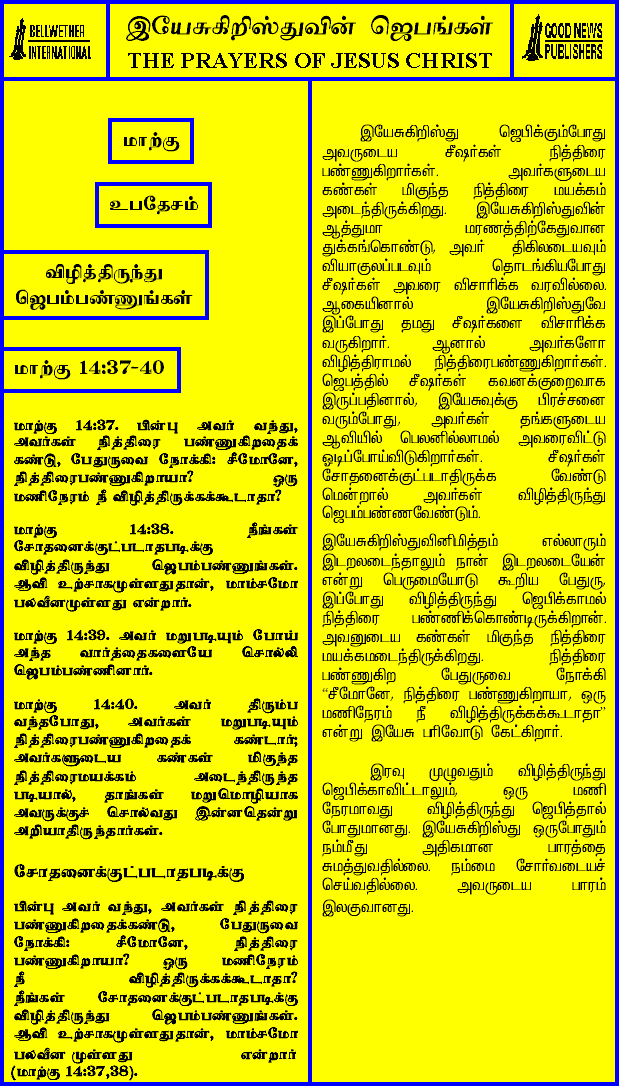 BELLWETHER
INTERNATIONAL
இயேசுகிறிஸ்துவின் ஜெபங்கள்
THE PRAYERS OF JESUS CHRIST
GOOD NEWS
PUBLISHERS
மாற்கு
உபதேசம்
விழித்திருந்து
ஜெபம்பண்ணுங்கள்
மாற்கு 14:37-40
மாற்கு 14:37. பின்பு அவர் வந்து,
அவர்கள் நித்திரை பண்ணுகிறதைக்
கண்டு, பேதுருவை நோக்கி: சீமோனே,
நித்திரைபண்ணுகிறாயா? ஒரு
மணிநேரம் நீ விழித்திருக்கக்கூடாதா?
மாற்கு 14:38. நீங்கள்
சோதனைக்குட்படாதபடிக்கு
விழித்திருந்து ஜெபம்பண்ணுங்கள்.
ஆவி உற்சாகமுள்ளதுதான், மாம்சமோ
பலவீனமுள்ளது என்றார்.
மாற்கு 14:39. அவர் மறுபடியும் போய்
அந்த வார்த்தைகளையே சொல்லி
ஜெபம்பண்ணினார்.
மாற்கு 14:40. அவர் திரும்ப
வந்தபோது, அவர்கள் மறுபடியும்
நித்திரைபண்ணுகிறதைக் கண்டார்;
அவர்களுடைய கண்கள் மிகுந்த
நித்திரைமயக்கம் அடைந்திருந்த
படியால், தாங்கள் மறுமொழியாக
அவருக்குச் சொல்வது இன்னதென்று
அறியாதிருந்தார்கள்.
சோதனைக்குட்படாதபடிக்கு
பின்பு அவர் வந்து, அவர்கள் நித்திரை
பண்ணுகிறதைக்கண்டு, பேதுருவை
நோக்கி: சீமோனே, நித்திரை
பண்ணுகிறாயா? ஒரு மணிநேரம்
நீ விழித்திருக்கக்கூடாதா?
நீங்கள் சோதனைக்குட்படாதபடிக்கு
விழித்திருந்து ஜெபம்பண்ணுங்கள்.
ஆவி உற்சாகமுள்ளதுதான், மாம்சமோ
பலவீன முள்ளது என்றார்
(மாற்கு 14:37,38).
இயேசுகிறிஸ்து ஜெபிக்கும்போது
அவருடைய சீஷர்கள் நித்திரை
பண்ணுகிறார்கள். அவர்களுடைய
கண்கள் மிகுந்த நித்திரை மயக்கம்
அடைந்திருக்கிறது. இயேசுகிறிஸ்துவின்
ஆத்துமா மாரணத்திற்கேதுவான
துக்கங்கொண்டு, அவர் திகிலடையவும்
வியாகுலப்படவும் தொடங்கியபோது
சீஷர்கள் அவரை விசாரிக்க வரவில்லை.
ஆகையினால் இயேசுகிறிஸ்துவே
இப்போது தமது சீஷர்களை விசாரிக்க
வருகிறார். ஆனால் அவர்களோ
விழித்திராமல் நித்திரைபண்ணுகிறார்கள்.
ஜெபத்தில் சீஷர்கள் கவனக்குறைவாக
இருப்பதினால், இயேசுவுக்கு பிரச்சனை
வரும்போது, அவர்கள் தங்களுடைய
ஆவியில் பெலனில்லாமல் அவரைவிட்டு
ஓடிப்போய்விடுகிறார்கள். சீஷர்கள்
சோதனைக்குட்படாதிருக்க வேண்டு
மென்றால் அவர்கள் விழித்திருந்து
ஜெபம்பண்ணவேண்டும்.
இயேசுகிறிஸ்துவினிமித்தம் எல்லாரும்
இடறலடைந்தாலும் நான் இடறலடையேன்
என்று பெருமையோடு கூறிய பேதுரு,
இப்போது விழித்திருந்து ஜெபிக்காமல்
நித்திரை பண்ணிக்கொண்டிருக்கிறான்.
அவனுடைய கண்கள் மிகுந்த நித்திரை
மயக்கமடைந்திருக்கிறது. நித்திரை
பண்ணுகிற பேதுருவை நோக்கி
“சீமோனே, நித்திரை பண்ணுகிறாயா, ஒரு
மணிநேரம் நீ விழித்திருக்கக்கூடாதா”
என்று இயேசு பரிவோடு கேட்கிறார்.
இரவு முழுவதும் விழித்திருந்து
ஜெபிக்காவிட்டாலும், ஒரு மணி
நேரமாவது விழித்திருந்து ஜெபித்தால்
போதுமானது. இயேசுகிறிஸ்து ஒருபோதும்
நம்மீது அதிகமான பாரத்தை
சுமத்துவதில்லை. நம்மை சோர்வடையச்
செய்வதில்லை. அவருடைய பாரம்
இலகுவானது.